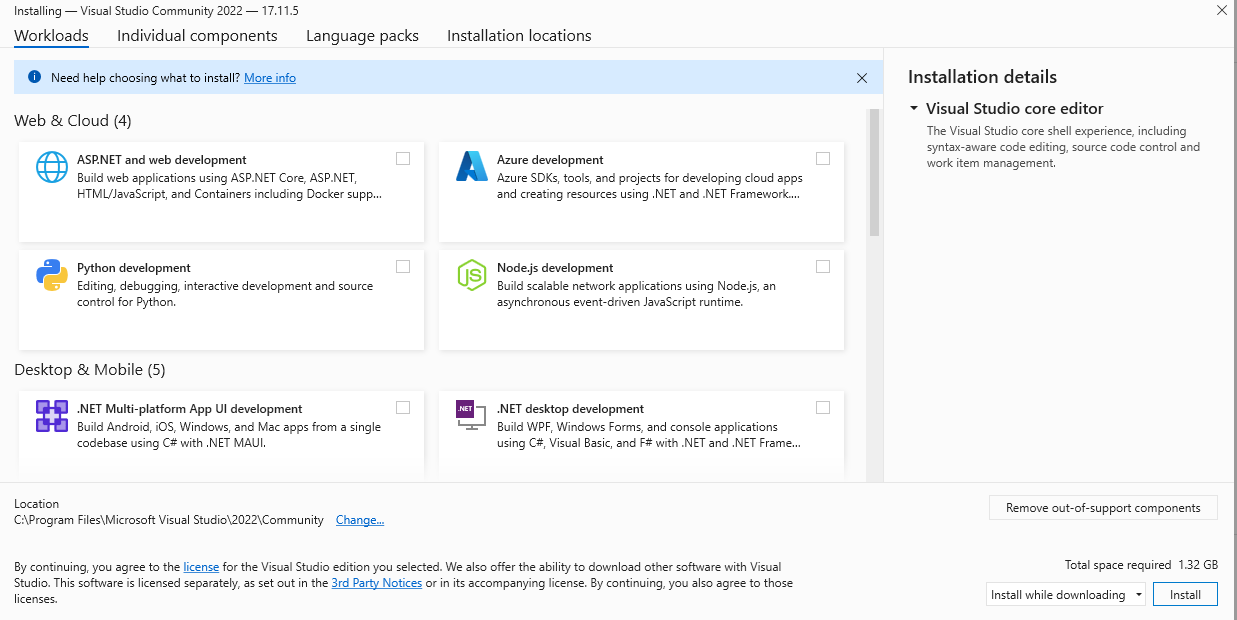 Installing — Visual Studio Community 2022 — 17.11.5
Workloads
Individual components
Language packs
Installation locations
Need help choosing what to install? More info
Web & Cloud (4)
ASP.NET and web development
Build web applications using ASP.NET Core, ASP.NET,
HTML/JavaScript, and Containers including Docker supp...
Azure development
Azure SDKs, tools, and projects for developing cloud apps
and creating resources using .NET and .NET Framework....
Python development
Editing, debugging, interactive development and source
control for Python.
Node.js development
Build scalable network applications using Node.js, an
asynchronous event-driven JavaScript runtime.
Desktop & Mobile (5)
.NET Multi-platform App UI development
Build Android, iOS, Windows, and Mac apps from a single
codebase using C# with .NET MAUI.
.NET
.NET desktop development
Build WPF, Windows Forms, and console applications
using C#, Visual Basic, and F# with .NET and .NET Frame...
Installation details
Visual Studio core editor
The Visual Studio core shell experience, including
syntax-aware code editing, source code control and
work item management.
Location
C:\Program Files\Microsoft Visual Studio\2022\Community Change...
Remove out-of-support components
By continuing, you agree to the license for the Visual Studio edition you selected. We also offer the ability to download other software with Visual
Studio. This software is licensed separately, as set out in the 3rd Party Notices or in its accompanying license. By continuing, you also agree to those
licenses.
Total space required 1.32 GB
Install while downloading
Install